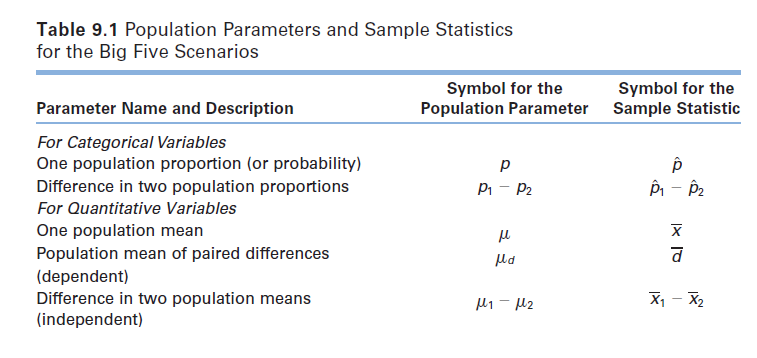 Table 9.1 Population Parameters and Sample Statistics
for the Big Five Scenarios
Symbol for the Symbol for the
Parameter Name and Description Population Parameter Sample Statistic
For Categorical Variables
One population proportion (or probability) p p̂
Difference in two population proportions p₁ − p₂ p̂₁ − p̂₂
For Quantitative Variables
One population mean μ x̅
Population mean of paired differences μd d̅
(dependent)
Difference in two population means μ₁ − μ₂ x̅₁ − x̅₂
(independent)